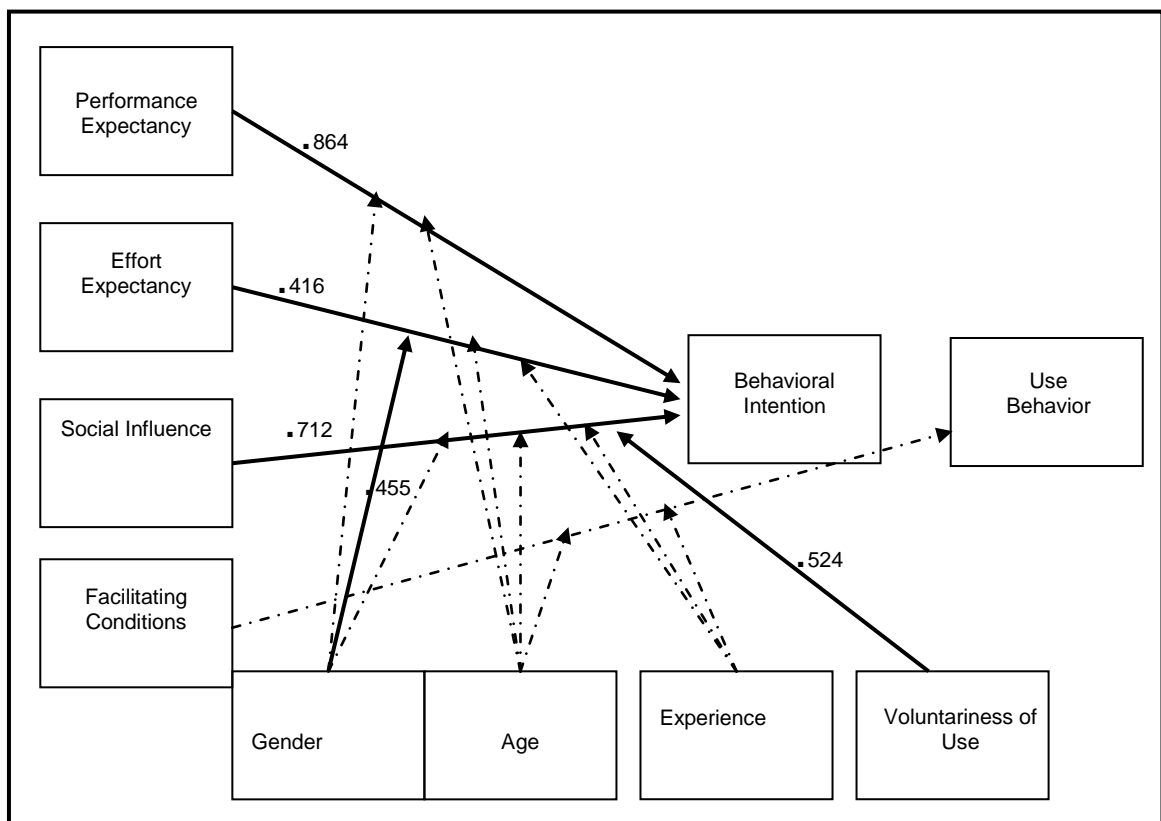 Performance
Expectancy
.864
Effort
Expectancy
.416
Behavioral
Intention
Use
Behavior
Social Influence
.712
.455
.524
Facilitating
Conditions
Gender
Age
Experience
Voluntariness of
Use